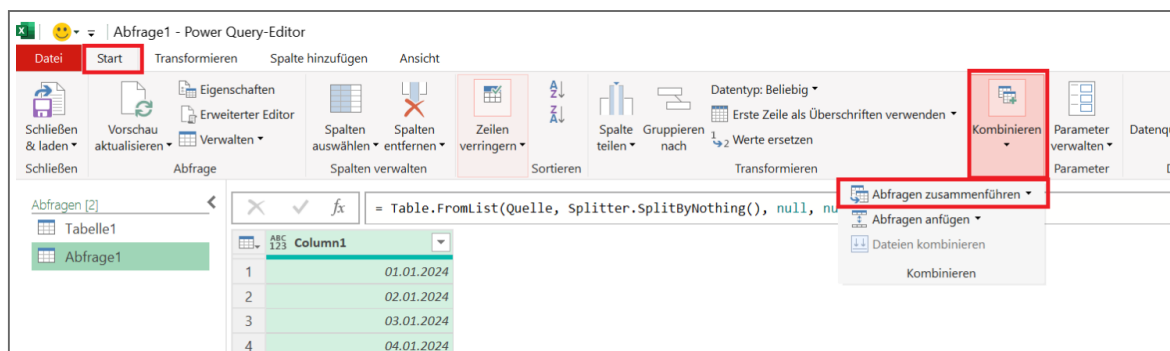 Abfrage1 - Power Query-Editor
Datei Start Transformieren Spalte hinzufügen Ansicht
Schließen & laden
Schließen
Vorschau aktualisieren
Eigenschaften
Erweiterter Editor
Verwalten
Abfrage
Spalten auswählen
Spalten entfernen
Spalten verwalten
Zeilen verringern
Sortieren
Spalte teilen
Gruppieren nach
Datentyp: Beliebig
Erste Zeile als Überschriften verwenden
Werte ersetzen
Transformieren
Kombinieren
Parameter verwalten
Parameter
Abfragen zusammenführen
Abfragen anfügen
Dateien kombinieren
Kombinieren
Abfragen [2]
Tabelle1
Abfrage1
fx = Table.FromList(Quelle, Splitter.SplitByNothing(), null, nu
ABC 123 Column1
1 01.01.2024
2 02.01.2024
3 03.01.2024
4 04.01.2024